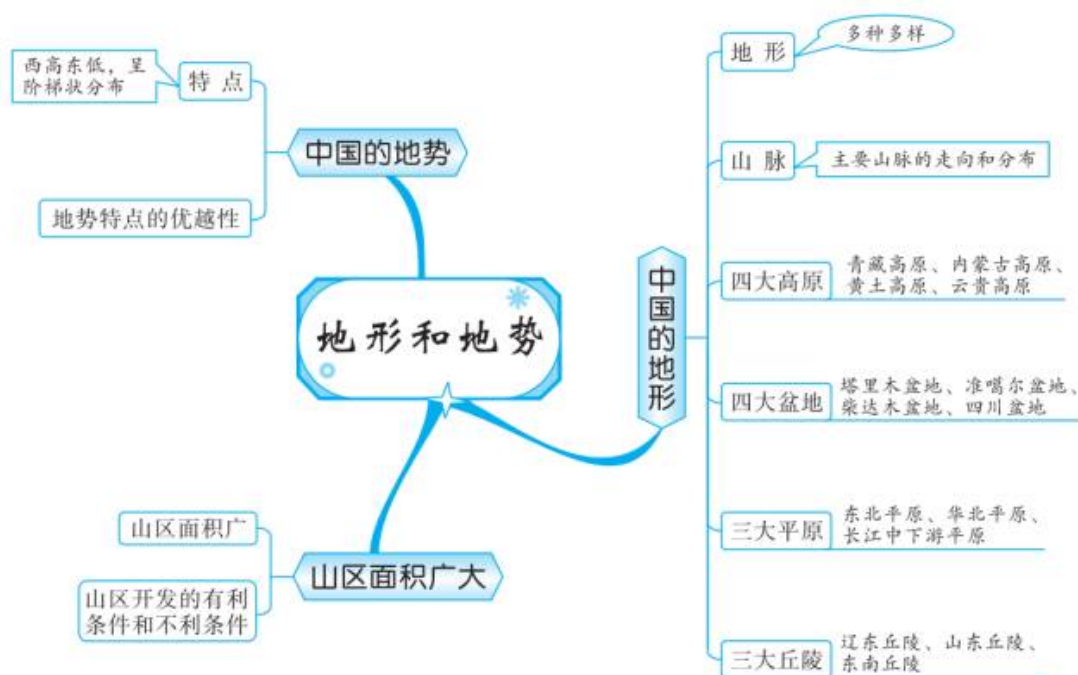 地形和地势
中国的地势
特点
西高东低，呈
阶梯状分布
地势特点的优越性
中国的地形
地形
多种多样
山脉
主要山脉的走向和分布
四大高原
青藏高原、内蒙古高原、
黄土高原、云贵高原
四大盆地
塔里木盆地、准噶尔盆地、
柴达木盆地、四川盆地
三大平原
东北平原、华北平原、
长江中下游平原
三大丘陵
辽东丘陵、山东丘陵、
东南丘陵
山区面积广大
山区面积广
山区开发的有利
条件和不利条件